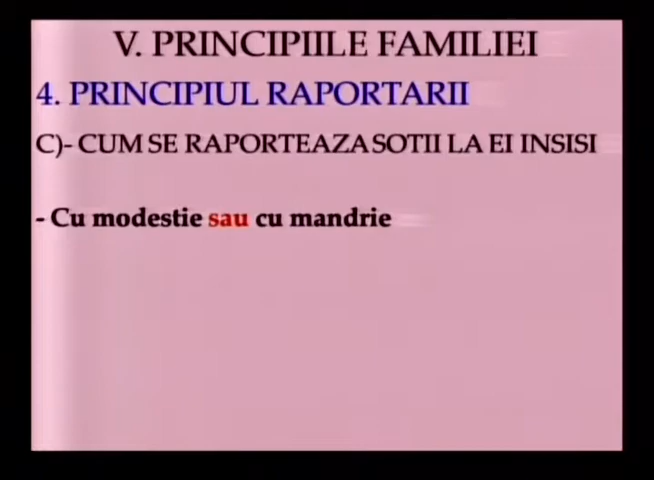 V. PRINCIPIILE FAMILIEI
4. PRINCIPIUL RAPORTARII
C)- CUM SE RAPORTEAZA SOTII LA EI INSISI
- Cu modestie sau cu mandrie